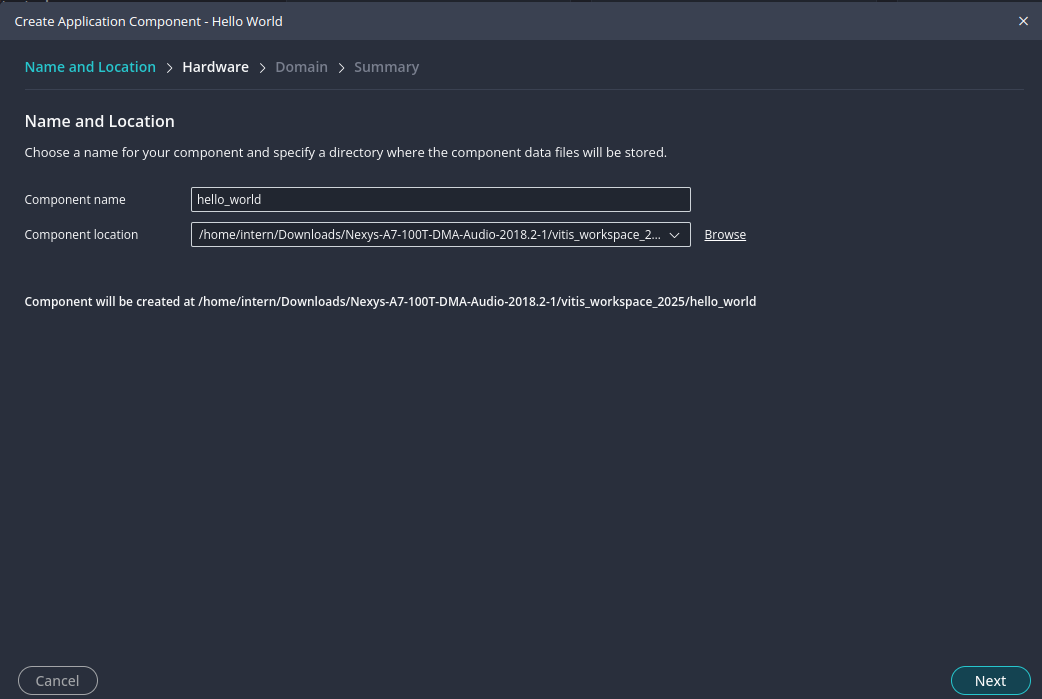 Create Application Component - Hello World
Name and Location > Hardware > Domain > Summary
Name and Location
Choose a name for your component and specify a directory where the component data files will be stored.
Component name hello_world
Component location /home/intern/Downloads/Nexys-A7-100T-DMA-Audio-2018.2-1/vitis_workspace_2... Browse
Component will be created at /home/intern/Downloads/Nexys-A7-100T-DMA-Audio-2018.2-1/vitis_workspace_2025/hello_world
Cancel Next